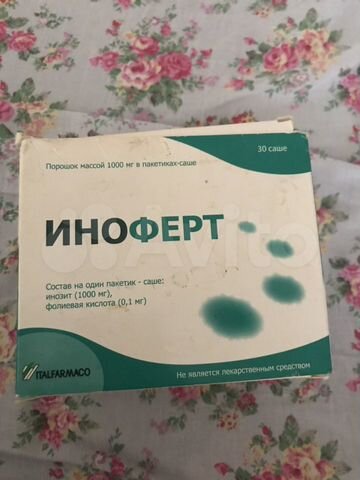 30 саше
Порошок массой 1000 мг в пакетиках-саше
ИНОФЕРТ
Avito
Состав на один пакетик - саше:
инозит (1000 мг),
фолиевая кислота (0,1 мг)
ITALFARMACO
Не является лекарственным средством